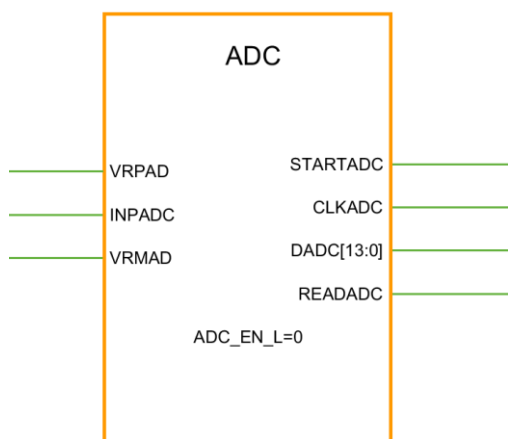 ADC
VRPAD
INPADC
VRMAD
STARTADC
CLKADC
DADC[13:0]
READADC
ADC_EN_L=0